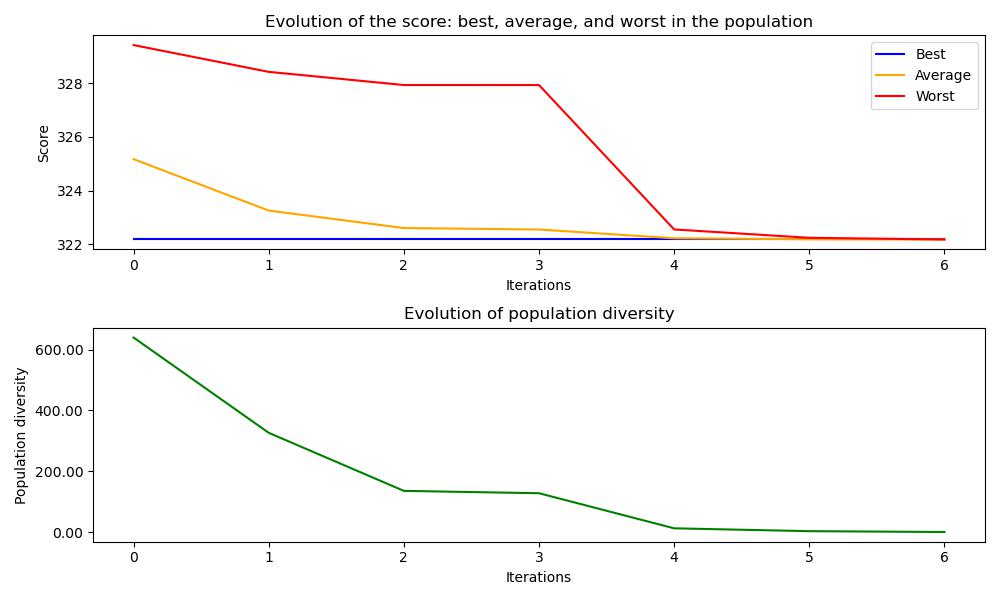 Evolution of the score: best, average, and worst in the population
Score
328
326
324
322
Best
Average
Worst
0 1 2 3 4 5 6
Iterations
Evolution of population diversity
Population diversity
600.00
400.00
200.00
0.00
0 1 2 3 4 5 6
Iterations